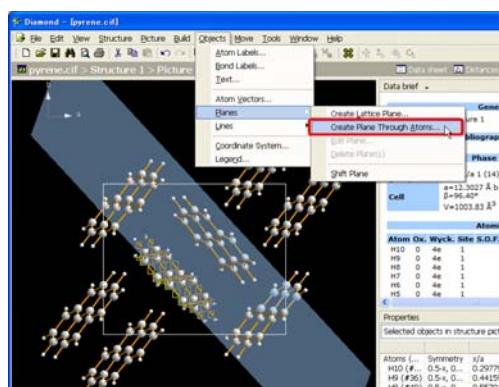 Diamond - [pyrene.cif]
File Edit View Structure Picture Build Objects Move Tools Window Help
pyrene.cif > Structure 1 > Picture
Data sheet
Distances
Atom Labels...
Bond Labels...
Text...
Atom Vectors...
Planes
Lines
Coordinate System...
Legend...
Create Lattice Plane...
Create Plane Through Atoms...
Edit Plane...
Delete Plane(s)
Shift Plane
Data brief
Phase
Cell
a=12.3027 Å b
β=96.40°
V=1003.83 Å³
Atom Ox. Wyck. Site S.O.F.
H10 0 4e 1
H9 0 4e 1
H8 0 4e 1
H7 0 4e 1
H6 0 4e 1
H5 0 4e 1
Properties
Selected objects in structure pict
Atoms (... Symmetry x/a
H10 (#... 0.5-x, 0... 0.2977
H9 (#36) 0.5-x, 0... 0.4415